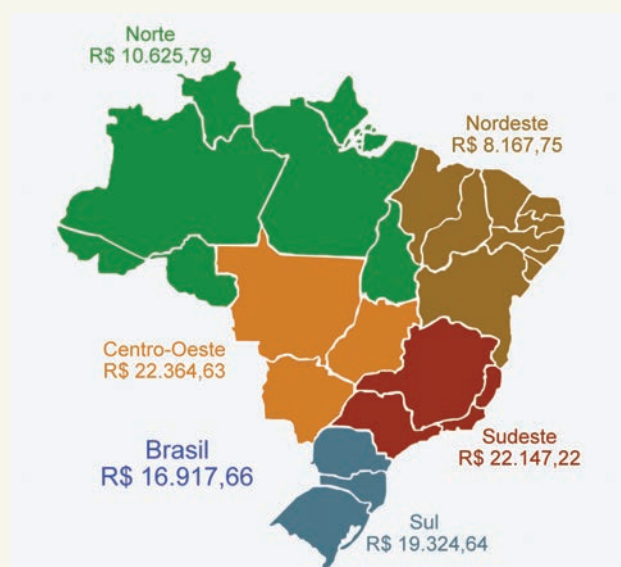 Norte
R$ 10.625,79
Nordeste
R$ 8.167,75
Centro-Oeste
R$ 22.364,63
Brasil
R$ 16.917,66
Sudeste
R$ 22.147,22
Sul
R$ 19.324,64